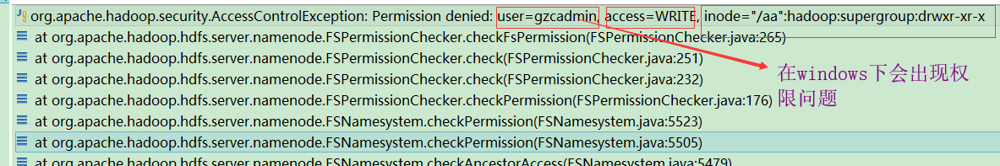 org.apache.hadoop.security.AccessControlException: Permission denied: user=gzcadmin, access=WRITE, inode="/aa":hadoop:supergroup:drwxr-xr-x
at org.apache.hadoop.hdfs.server.namenode.FSPermissionChecker.checkFsPermission(FSPermissionChecker.java:265)
at org.apache.hadoop.hdfs.server.namenode.FSPermissionChecker.check(FSPermissionChecker.java:251)
at org.apache.hadoop.hdfs.server.namenode.FSPermissionChecker.check(FSPermissionChecker.java:232)
at org.apache.hadoop.hdfs.server.namenode.FSPermissionChecker.checkPermission(FSPermissionChecker.java:176)
at org.apache.hadoop.hdfs.server.namenode.FSNamesystem.checkPermission(FSNamesystem.java:5523)
at org.apache.hadoop.hdfs.server.namenode.FSNamesystem.checkPermission(FSNamesystem.java:5505)
at org.apache.hadoop.hdfs.server.namenode.FSNamesystem.checkAncestorAccess(FSNamesystem.java:5479)
在windows下会出现权
限问题